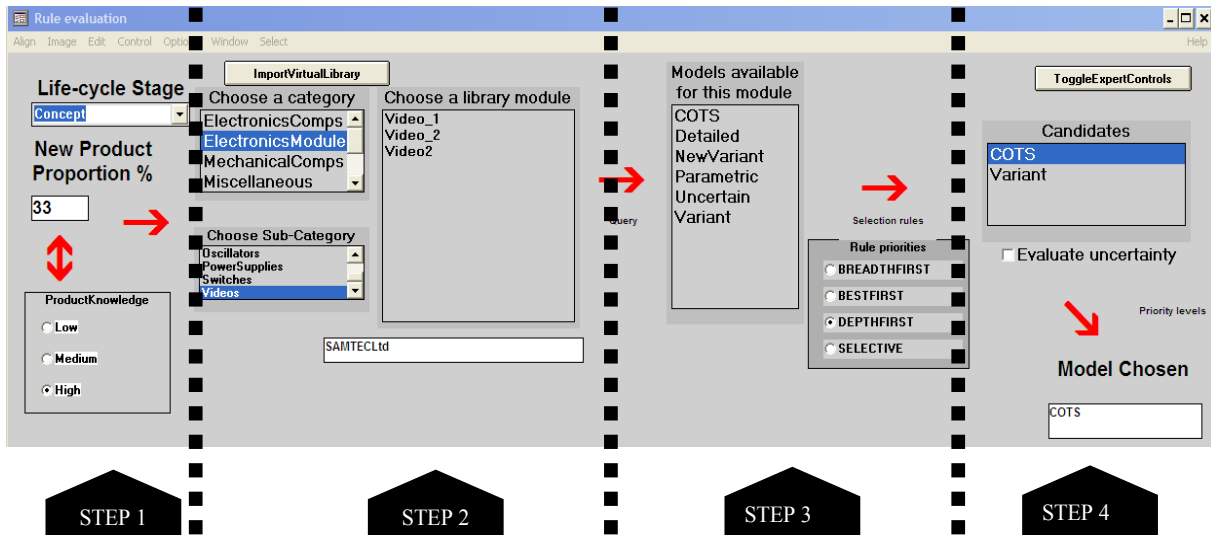 Rule evaluation
Align Image Edit Control Optio Window Select Help
Life-cycle Stage
Concept
New Product
Proportion %
33
ProductKnowledge
Low
Medium
High
ImportVirtualLibrary
Choose a category
ElectronicsComps
ElectronicsModule
MechanicalComps
Miscellaneous
Choose Sub-Category
Oscillators
PowerSupplies
Switches
Videos
Choose a library module
Video_1
Video_2
Video2
SAMTECLtd
Query
Models available
for this module
COTS
Detailed
NewVariant
Parametric
Uncertain
Variant
Selection rules
Rule priorities
BREADTHFIRST
BESTFIRST
DEPTHFIRST
SELECTIVE
ToggleExpertControls
Candidates
COTS
Variant
Evaluate uncertainty
Priority levels
Model Chosen
COTS
STEP 1
STEP 2
STEP 3
STEP 4